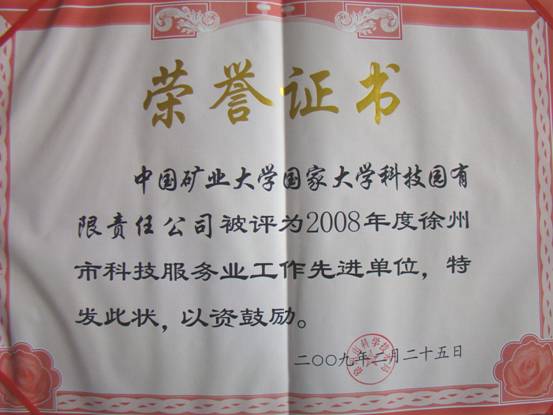 荣誉证书
中国矿业大学国家大学科技园有
限责任公司被评为2008年度徐州
市科技服务业工作先进单位，特
发此状，以资鼓励。
二〇〇九年二月二十五日